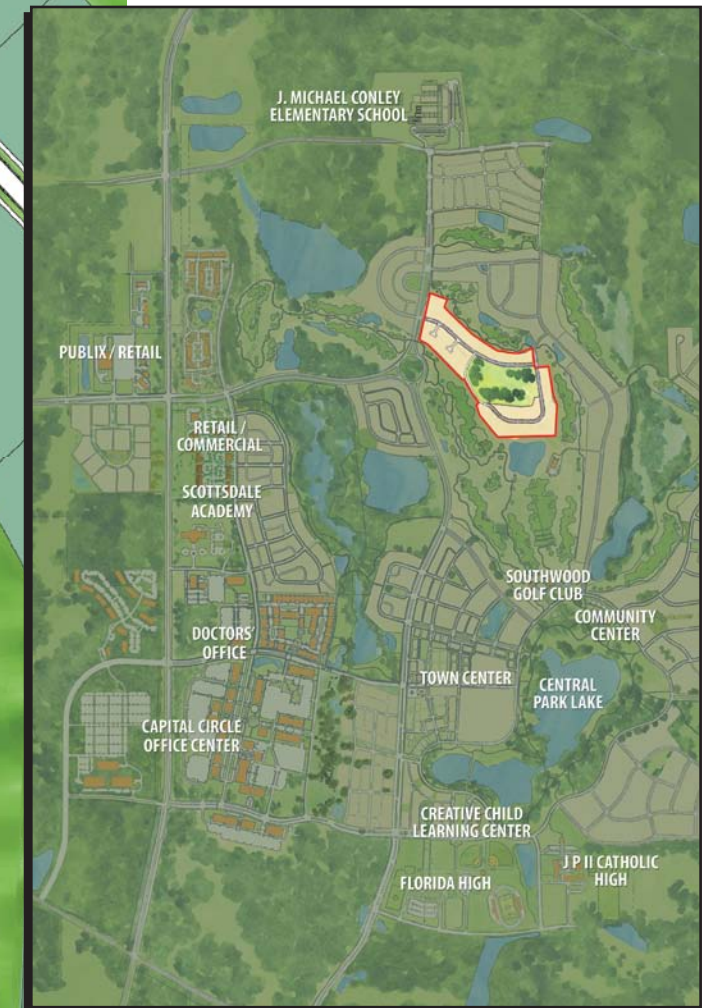 J. MICHAEL CONLEY
ELEMENTARY SCHOOL
PUBLIX / RETAIL
RETAIL /
COMMERCIAL
SCOTTSDALE
ACADEMY
SOUTHWOOD
GOLF CLUB
COMMUNITY
CENTER
DOCTORS
OFFICE
TOWN CENTER
CENTRAL
PARK LAKE
CAPITAL CIRCLE
OFFICE CENTER
CREATIVE CHILD
LEARNING CENTER
J P II CATHOLIC
HIGH
FLORIDA HIGH